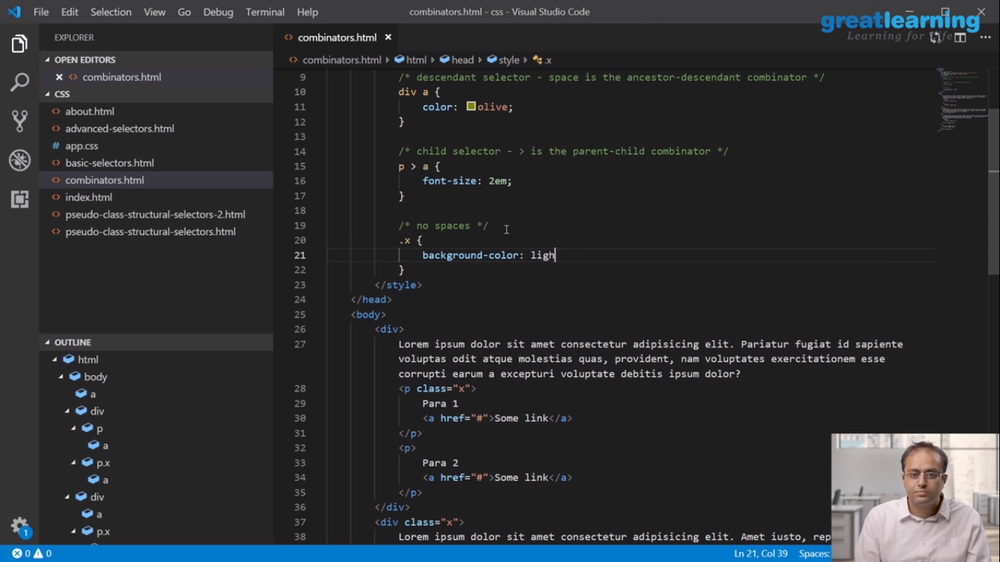 File Edit Selection View Go Debug Terminal Help
combinators.html - css - Visual Studio Code
greatlearning
Learning for life
EXPLORER
OPEN EDITORS
combinators.html
CSS
about.html
advanced-selectors.html
# app.css
basic-selectors.html
combinators.html
index.html
pseudo-class-structural-selectors-2.html
pseudo-class-structural-selectors.html
OUTLINE
html
body
a
div
p
a
p.x
a
div
a
p.x
1
combinators.html
combinators.html › html › head › style › .x
9 /* descendant selector - space is the ancestor-descendant combinator */
10 div a {
11 color: olive;
12 }
13
14 /* child selector - > is the parent-child combinator */
15 p > a {
16 font-size: 2em;
17 }
18
19 /* no spaces */
20 .x {
21 background-color: ligh
22 }
23 </style>
24 </head>
25 <body>
26 <div>
27 Lorem ipsum dolor sit amet consectetur adipisicing elit. Pariatur fugiat id sapiente
voluptas odit atque molestias quas, provident, nam voluptates exercitationem esse
corrupti earum a excepturi voluptate debitis ipsum dolor?
28 <p class="x">
29 Para 1
30 <a href="#">Some link</a>
31 </p>
32 <p>
33 Para 2
34 <a href="#">Some link</a>
35 </p>
36 </div>
37 <div class="x">
38 Lorem ipsum dolor sit amet consectetur adipisicing elit. Amet iusto, rep
0 0
Ln 21, Col 39 Spaces: